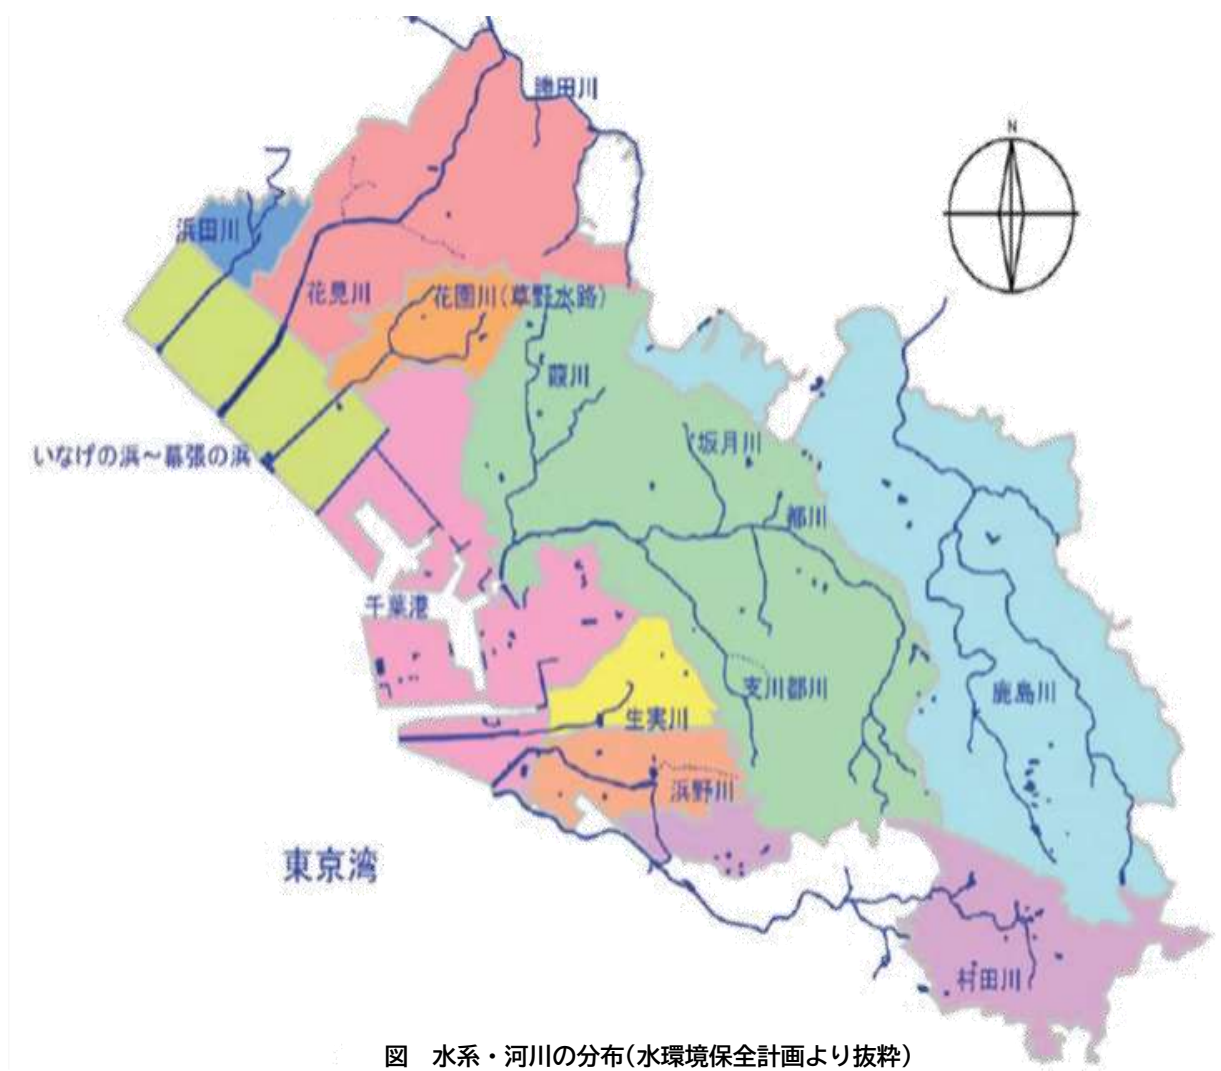 勝田川
N
浜田川
花見川
花園川(草野水路)
葭川
坂月川
いなげの浜～幕張の浜
都川
千葉港
支川都川
鹿島川
生実川
浜野川
東京湾
村田川
図　水系・河川の分布(水環境保全計画より抜粋)